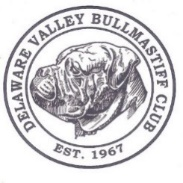 DELAWARE VALLEY BULLMASTIFF CLUB
EST. 1967